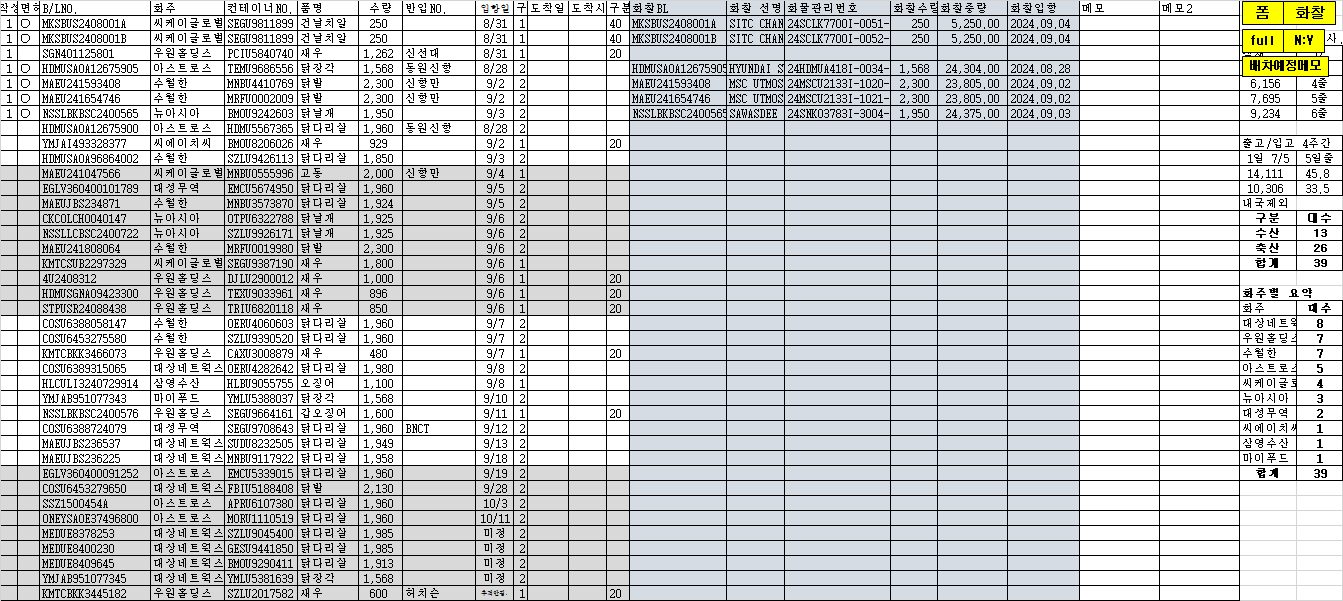 작성 면허 B/LNO. 화주 컨테이너NO. 품명 수량 반입NO. 입항일 구 도착일 도착시 구분 화찰BL 화찰 선명 화물관리번호 화찰수량 화찰중량 화찰입항 메모 메모2 폼 화찰
1 ○ MKSBUS2408001A 씨케이글로벌 SEGU9811899 건날치알 250 8/31 1 40 MKSBUS2408001A SITC CHAN 24SCLK7700I-0051- 250 5,250.00 2024.09.04
1 ○ MKSBUS2408001B 씨케이글로벌 SEGU9811899 건날치알 250 8/31 1 40 MKSBUS2408001B SITC CHAN 24SCLK7700I-0052- 250 5,250.00 2024.09.04 full N:Y 사.
1 SGN401125801 우원홀딩스 PCIU5840740 새우 1,262 신선대 8/31 1 20
1 ○ HDMUSAOA12675905 아스트로스 TEMU9686556 닭장각 1,568 동원신항 8/28 2 HDMUSAOA12675905 HYUNDAI S 24HDMUA418I-0034- 1,568 24,304.00 2024.08.28 배차예정메모
1 ○ MAEU241593408 수월한 MNBU4410769 닭발 2,300 신항만 9/2 2 MAEU241593408 MSC UTMOS 24MSCU2133I-1020- 2,300 23,805.00 2024.09.02 6,156 4줄
1 ○ MAEU241654746 수월한 MRFU0002009 닭발 2,300 신항만 9/2 2 MAEU241654746 MSC UTMOS 24MSCU2133I-1021- 2,300 23,805.00 2024.09.02 7,695 5줄
1 ○ NSSLBKBSC2400565 뉴아시아 BMOU9242603 닭날개 1,950 9/3 2 NSSLBKBSC2400565 SAWASDEE 24SNKO3783I-3004- 1,950 24,375.00 2024.09.03 9,234 6줄
HDMUSAOA12675900 아스트로스 HDMU5567365 닭다리살 1,960 동원신항 8/28 2
YMJAI493328377 씨에이치씨 BMOU8206026 새우 929 9/2 1 20 출고/입고 4주간
HDMUSAOA96864002 수월한 SZLU9426113 닭다리살 1,850 9/3 2 1일 7/5 5일줄
MAEU241047566 씨케이글로벌 MNBU0555996 고동 2,000 신항만 9/4 1 14,111 45.8
EGLV360400101789 대성무역 EMCU5674950 닭다리살 1,960 9/5 2 10,306 33.5
MAEUJBS234871 수월한 MNBU3573870 닭다리살 1,924 9/5 2 내국제외
CKCOLCH0040147 뉴아시아 OTPU6322788 닭날개 1,925 9/6 2 구분 대수
NSSLLCBSC2400722 뉴아시아 SZLU9926171 닭날개 1,925 9/6 2 수산 13
MAEU241808064 수월한 MRFU0019980 닭발 2,300 9/6 2 축산 26
KMTCSUB2297329 씨케이글로벌 SEGU9387190 새우 1,800 9/6 1 합계 39
4U2408312 우원홀딩스 DJLU2900012 새우 1,000 9/6 1 20
HDMUSGNA09423300 우원홀딩스 TEXU9033961 새우 896 9/6 1 20 화주별 요약
STPUSR24088438 우원홀딩스 TRIU6820118 새우 850 9/6 1 20 화주 대수
COSU6388058147 수월한 OERU4060603 닭다리살 1,960 9/7 2 대상네트웍 8
COSU6453275580 수월한 SZLU9390520 닭다리살 1,960 9/7 2 우원홀딩스 7
KMTCBKK3466073 우원홀딩스 CAXU3008879 새우 480 9/7 1 20 수월한 7
COSU6389315065 대상네트웍스 OERU4282642 닭다리살 1,980 9/8 2 아스트로스 5
HLCULI3240729914 삼영수산 HLBU9055755 오징어 1,100 9/8 1 씨케이글로 4
YMJAB951077343 마이푸드 YMLU5388037 닭장각 1,568 9/10 2 뉴아시아 3
NSSLBKBSC2400576 우원홀딩스 SEGU9664161 갑오징어 1,600 9/11 1 20 대성무역 2
COSU6388724079 대성무역 SEGU9708643 닭다리살 1,960 BNCT 9/12 2 씨에이치씨 1
MAEUJBS236537 대상네트웍스 SUDU8232505 닭다리살 1,949 9/13 2 삼영수산 1
MAEUJBS236225 대상네트웍스 MNBU9117922 닭다리살 1,958 9/18 2 마이푸드 1
EGLV360400091252 아스트로스 EMCU5339015 닭다리살 1,960 9/19 2 합계 39
COSU6453279650 대상네트웍스 FBIU5188408 닭발 2,130 9/28 2
SSZ1500454A 아스트로스 APRU6107380 닭다리살 1,960 10/3 2
ONEYSAOE37496800 아스트로스 MORU1110519 닭다리살 1,960 10/11 2
MEDUE8378253 대상네트웍스 SZLU9045400 닭다리살 1,985 미정 2
MEDUE8400230 대상네트웍스 GESU9441850 닭다리살 1,985 미정 2
MEDUE8409645 대상네트웍스 BMOU9290411 닭다리살 1,913 미정 2
YMJAB951077345 대상네트웍스 YMLU5381639 닭장각 1,568 미정 2
KMTCBKK3445182 우원홀딩스 SZLU2017582 새우 600 허치슨 1 20